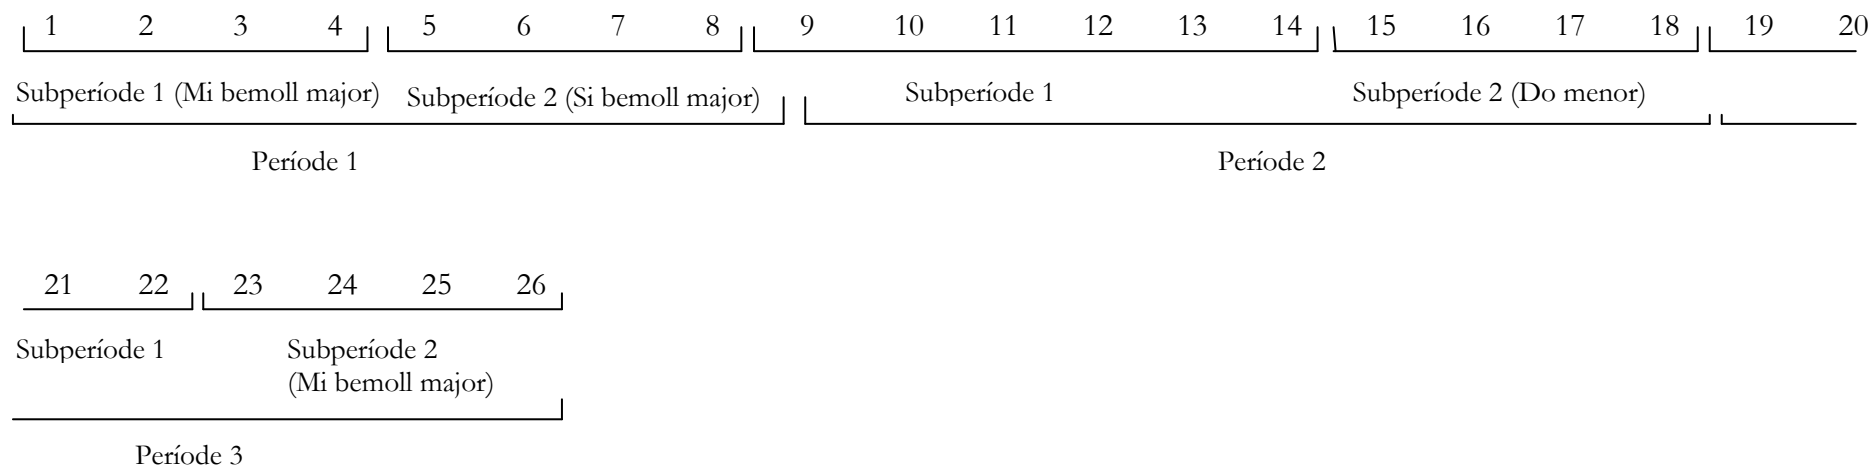 1 2 3 4 5 6 7 8 9 10 11 12 13 14 15 16 17 18 19 20
Subperíode 1 (Mi bemoll major) Subperíode 2 (Si bemoll major) Subperíode 1 Subperíode 2 (Do menor)
Període 1 Període 2
21 22 23 24 25 26
Subperíode 1 Subperíode 2
(Mi bemoll major)
Període 3